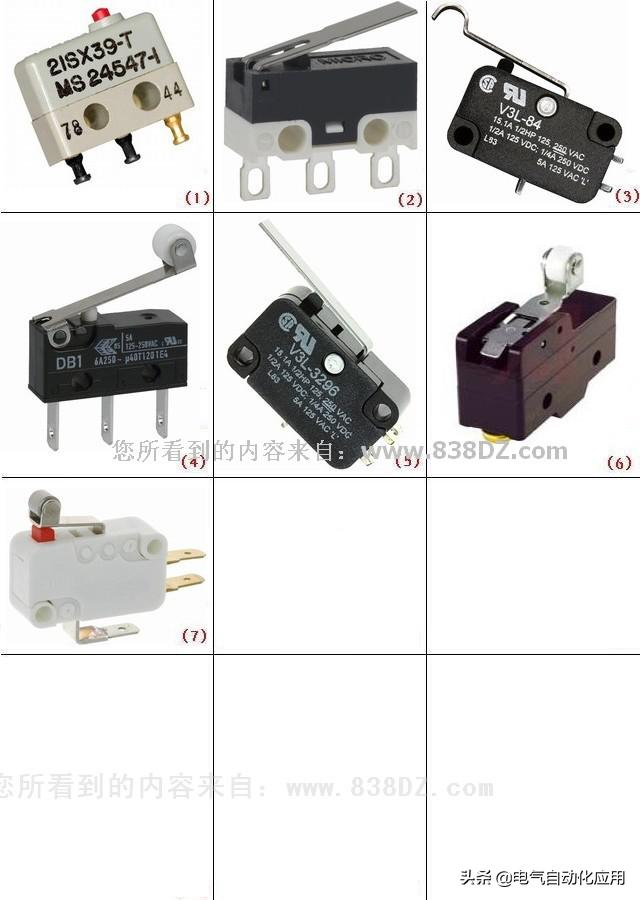 21SX39-T
MS 24547-1
78
44
(1)
MICRO
(2)
V3L-84
15.1A 1/2HP 125, 250 VAC
1/2A 125 VDC; 1/4A 250 VDC
L83
5A 125 VAC 'L'
(3)
DB1
5A
125-250VAC
6A250~ µ40T1201E4
(4)
V3L-3296
15.1A 1/2HP 125, 250 VAC
1/2A 125 VDC; 1/4A 250 VDC
L83
5A 125 VAC 'L'
(5)
(6)
您所看到的内容来自：www.838DZ.com
(7)
您所看到的内容来自：www.838DZ.com
头条 @电气自动化应用